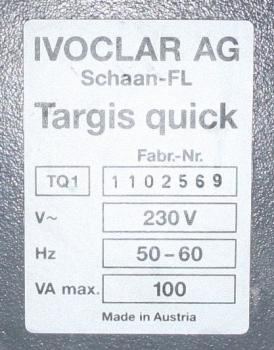 IVOCLAR AG
Schaan-FL
Targis quick
Fabr.-Nr.
TQ1 1102569
V~ 230 V
Hz 50-60
VA max. 100
Made in Austria